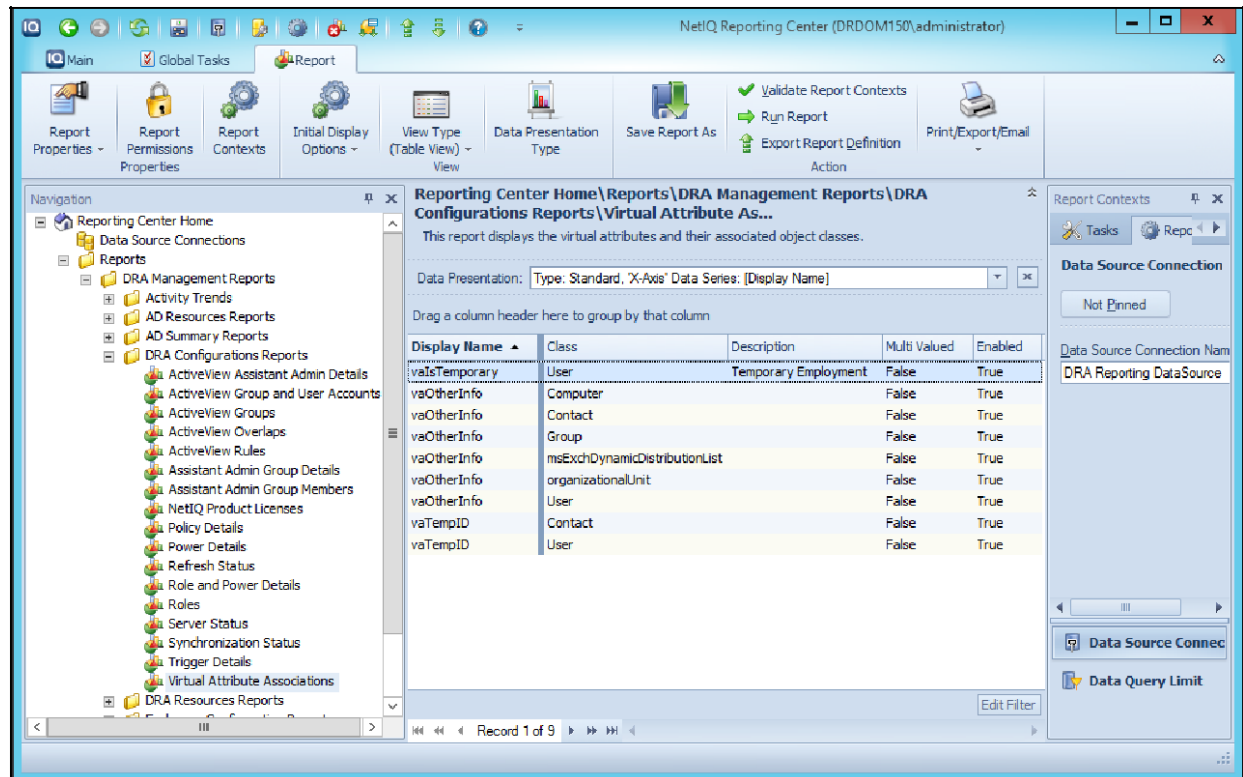 NetIQ Reporting Center (DRDOM150\administrator)
IQ Main
Global Tasks
Report
Report Properties
Report Permissions
Report Contexts
Initial Display Options
View Type (Table View)
Data Presentation Type
Save Report As
Validate Report Contexts
Run Report
Export Report Definition
Print/Export/Email
Properties
View
Action
Navigation
Reporting Center Home
Data Source Connections
Reports
DRA Management Reports
Activity Trends
AD Resources Reports
AD Summary Reports
DRA Configurations Reports
ActiveView Assistant Admin Details
ActiveView Group and User Accounts
ActiveView Groups
ActiveView Overlaps
ActiveView Rules
Assistant Admin Group Details
Assistant Admin Group Members
NetIQ Product Licenses
Policy Details
Power Details
Refresh Status
Role and Power Details
Roles
Server Status
Synchronization Status
Trigger Details
Virtual Attribute Associations
DRA Resources Reports
Reporting Center Home\Reports\DRA Management Reports\DRA
Configurations Reports\Virtual Attribute As...
This report displays the virtual attributes and their associated object classes.
Data Presentation: Type: Standard, 'X-Axis' Data Series: [Display Name]
Drag a column header here to group by that column
Display Name Class Description Multi Valued Enabled
vaIsTemporary User Temporary Employment False True
vaOtherInfo Computer False True
vaOtherInfo Contact False True
vaOtherInfo Group False True
vaOtherInfo msExchDynamicDistributionList False True
vaOtherInfo organizationalUnit False True
vaOtherInfo User False True
vaTempID Contact False True
vaTempID User False True
Edit Filter
Record 1 of 9
Report Contexts
Tasks
Repc
Data Source Connection
Not Pinned
Data Source Connection Nam
DRA Reporting DataSource
Data Source Connec
Data Query Limit